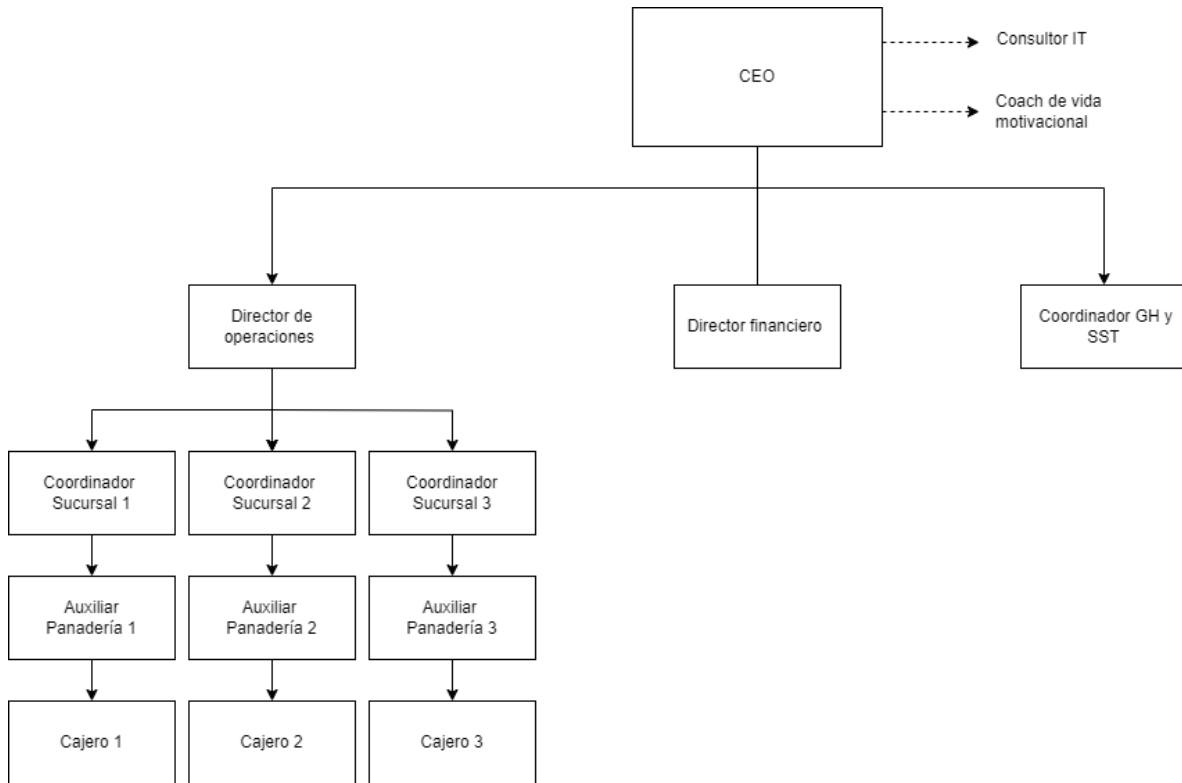 CEO
Consultor IT
Coach de vida
motivacional
Director de
operaciones
Director financiero
Coordinador GH y
SST
Coordinador
Sucursal 1
Coordinador
Sucursal 2
Coordinador
Sucursal 3
Auxiliar
Panadería 1
Auxiliar
Panadería 2
Auxiliar
Panadería 3
Cajero 1
Cajero 2
Cajero 3